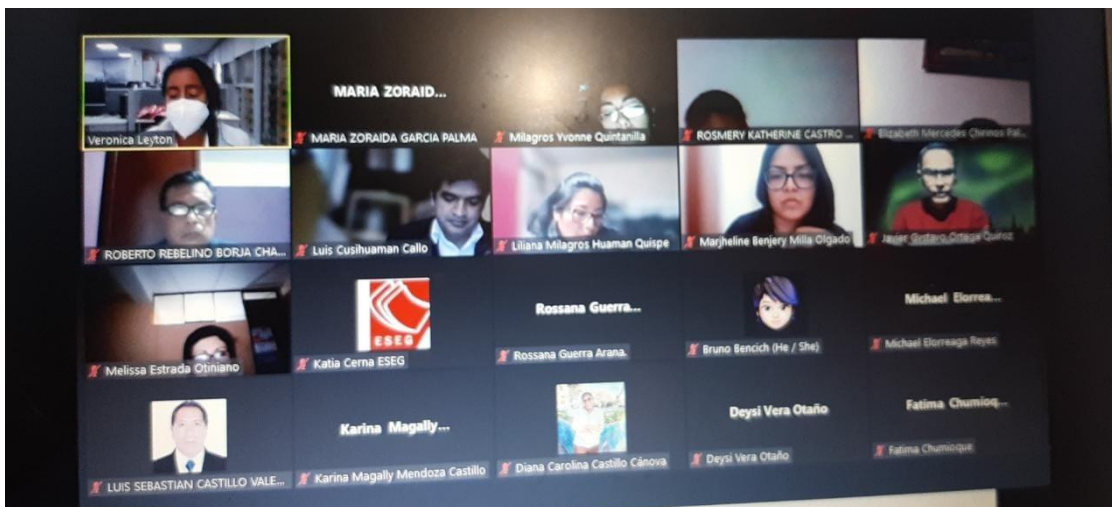 Veronica Leyton
MARIA ZORAID...
MARIA ZORAIDA GARCIA PALMA
Milagros Yvonne Quintanilla
ROSMERY KATHERINE CASTRO ...
Elizabeth Mercedes Chirinos Pal...
ROBERTO REBELINO BORJA CHA...
Luis Cusihuaman Callo
Liliana Milagros Huaman Quispe
Marjheline Benjery Milla Olgado
Javier Gustavo Ortega Quiroz
Melissa Estrada Otiniano
ESEG
Katia Cerna ESEG
Rossana Guerra...
Rossana Guerra Arana.
Bruno Bencich (He / She)
Michael Elorrea...
Michael Elorreaga Reyes
LUIS SEBASTIAN CASTILLO VALE...
Karina Magally...
Karina Magally Mendoza Castillo
Diana Carolina Castillo Cánova
Deysi Vera Otaño
Deysi Vera Otaño
Fatima Chumioq...
Fatima Chumioque